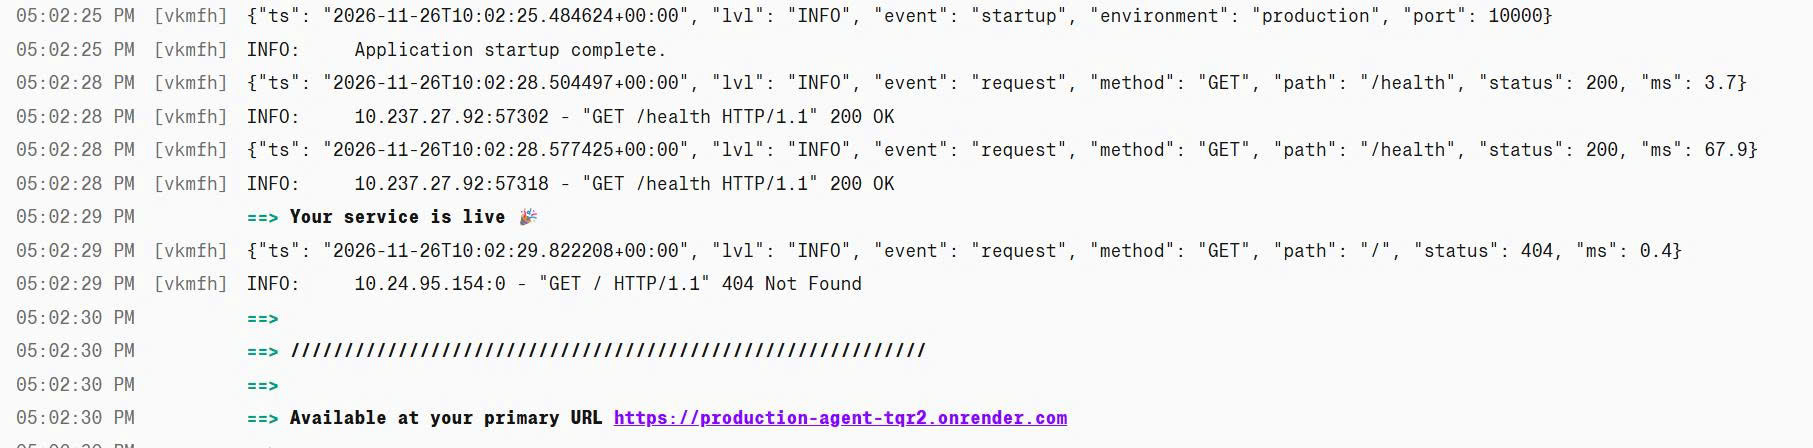 05:02:25 PM [vkmfh] {"ts": "2026-11-26T10:02:25.484624+00:00", "lvl": "INFO", "event": "startup", "environment": "production", "port": 10000}
05:02:25 PM [vkmfh] INFO:     Application startup complete.
05:02:28 PM [vkmfh] {"ts": "2026-11-26T10:02:28.504497+00:00", "lvl": "INFO", "event": "request", "method": "GET", "path": "/health", "status": 200, "ms": 3.7}
05:02:28 PM [vkmfh] INFO:     10.237.27.92:57302 - "GET /health HTTP/1.1" 200 OK
05:02:28 PM [vkmfh] {"ts": "2026-11-26T10:02:28.577425+00:00", "lvl": "INFO", "event": "request", "method": "GET", "path": "/health", "status": 200, "ms": 67.9}
05:02:28 PM [vkmfh] INFO:     10.237.27.92:57318 - "GET /health HTTP/1.1" 200 OK
05:02:29 PM ==> Your service is live 🎉
05:02:29 PM [vkmfh] {"ts": "2026-11-26T10:02:29.822208+00:00", "lvl": "INFO", "event": "request", "method": "GET", "path": "/", "status": 404, "ms": 0.4}
05:02:29 PM [vkmfh] INFO:     10.24.95.154:0 - "GET / HTTP/1.1" 404 Not Found
05:02:30 PM ==>
05:02:30 PM ==> ///////////////////////////////////////////////////////////
05:02:30 PM ==>
05:02:30 PM ==> Available at your primary URL https://production-agent-tqr2.onrender.com